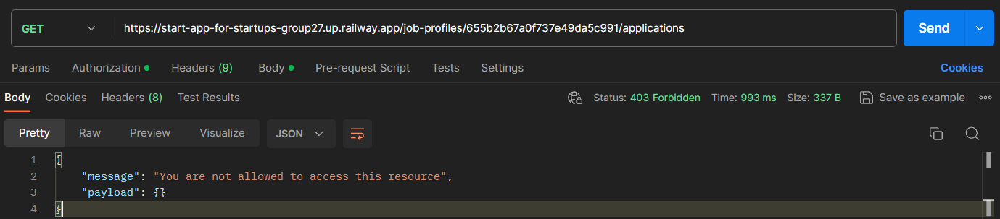 GET https://start-app-for-startups-group27.up.railway.app/job-profiles/655b2b67a0f737e49da5c991/applications Send
Params Authorization Headers (9) Body Pre-request Script Tests Settings Cookies
Body Cookies Headers (8) Test Results Status: 403 Forbidden Time: 993 ms Size: 337 B Save as example
Pretty Raw Preview Visualize JSON
1 {
2 "message": "You are not allowed to access this resource",
3 "payload": {}
4 }